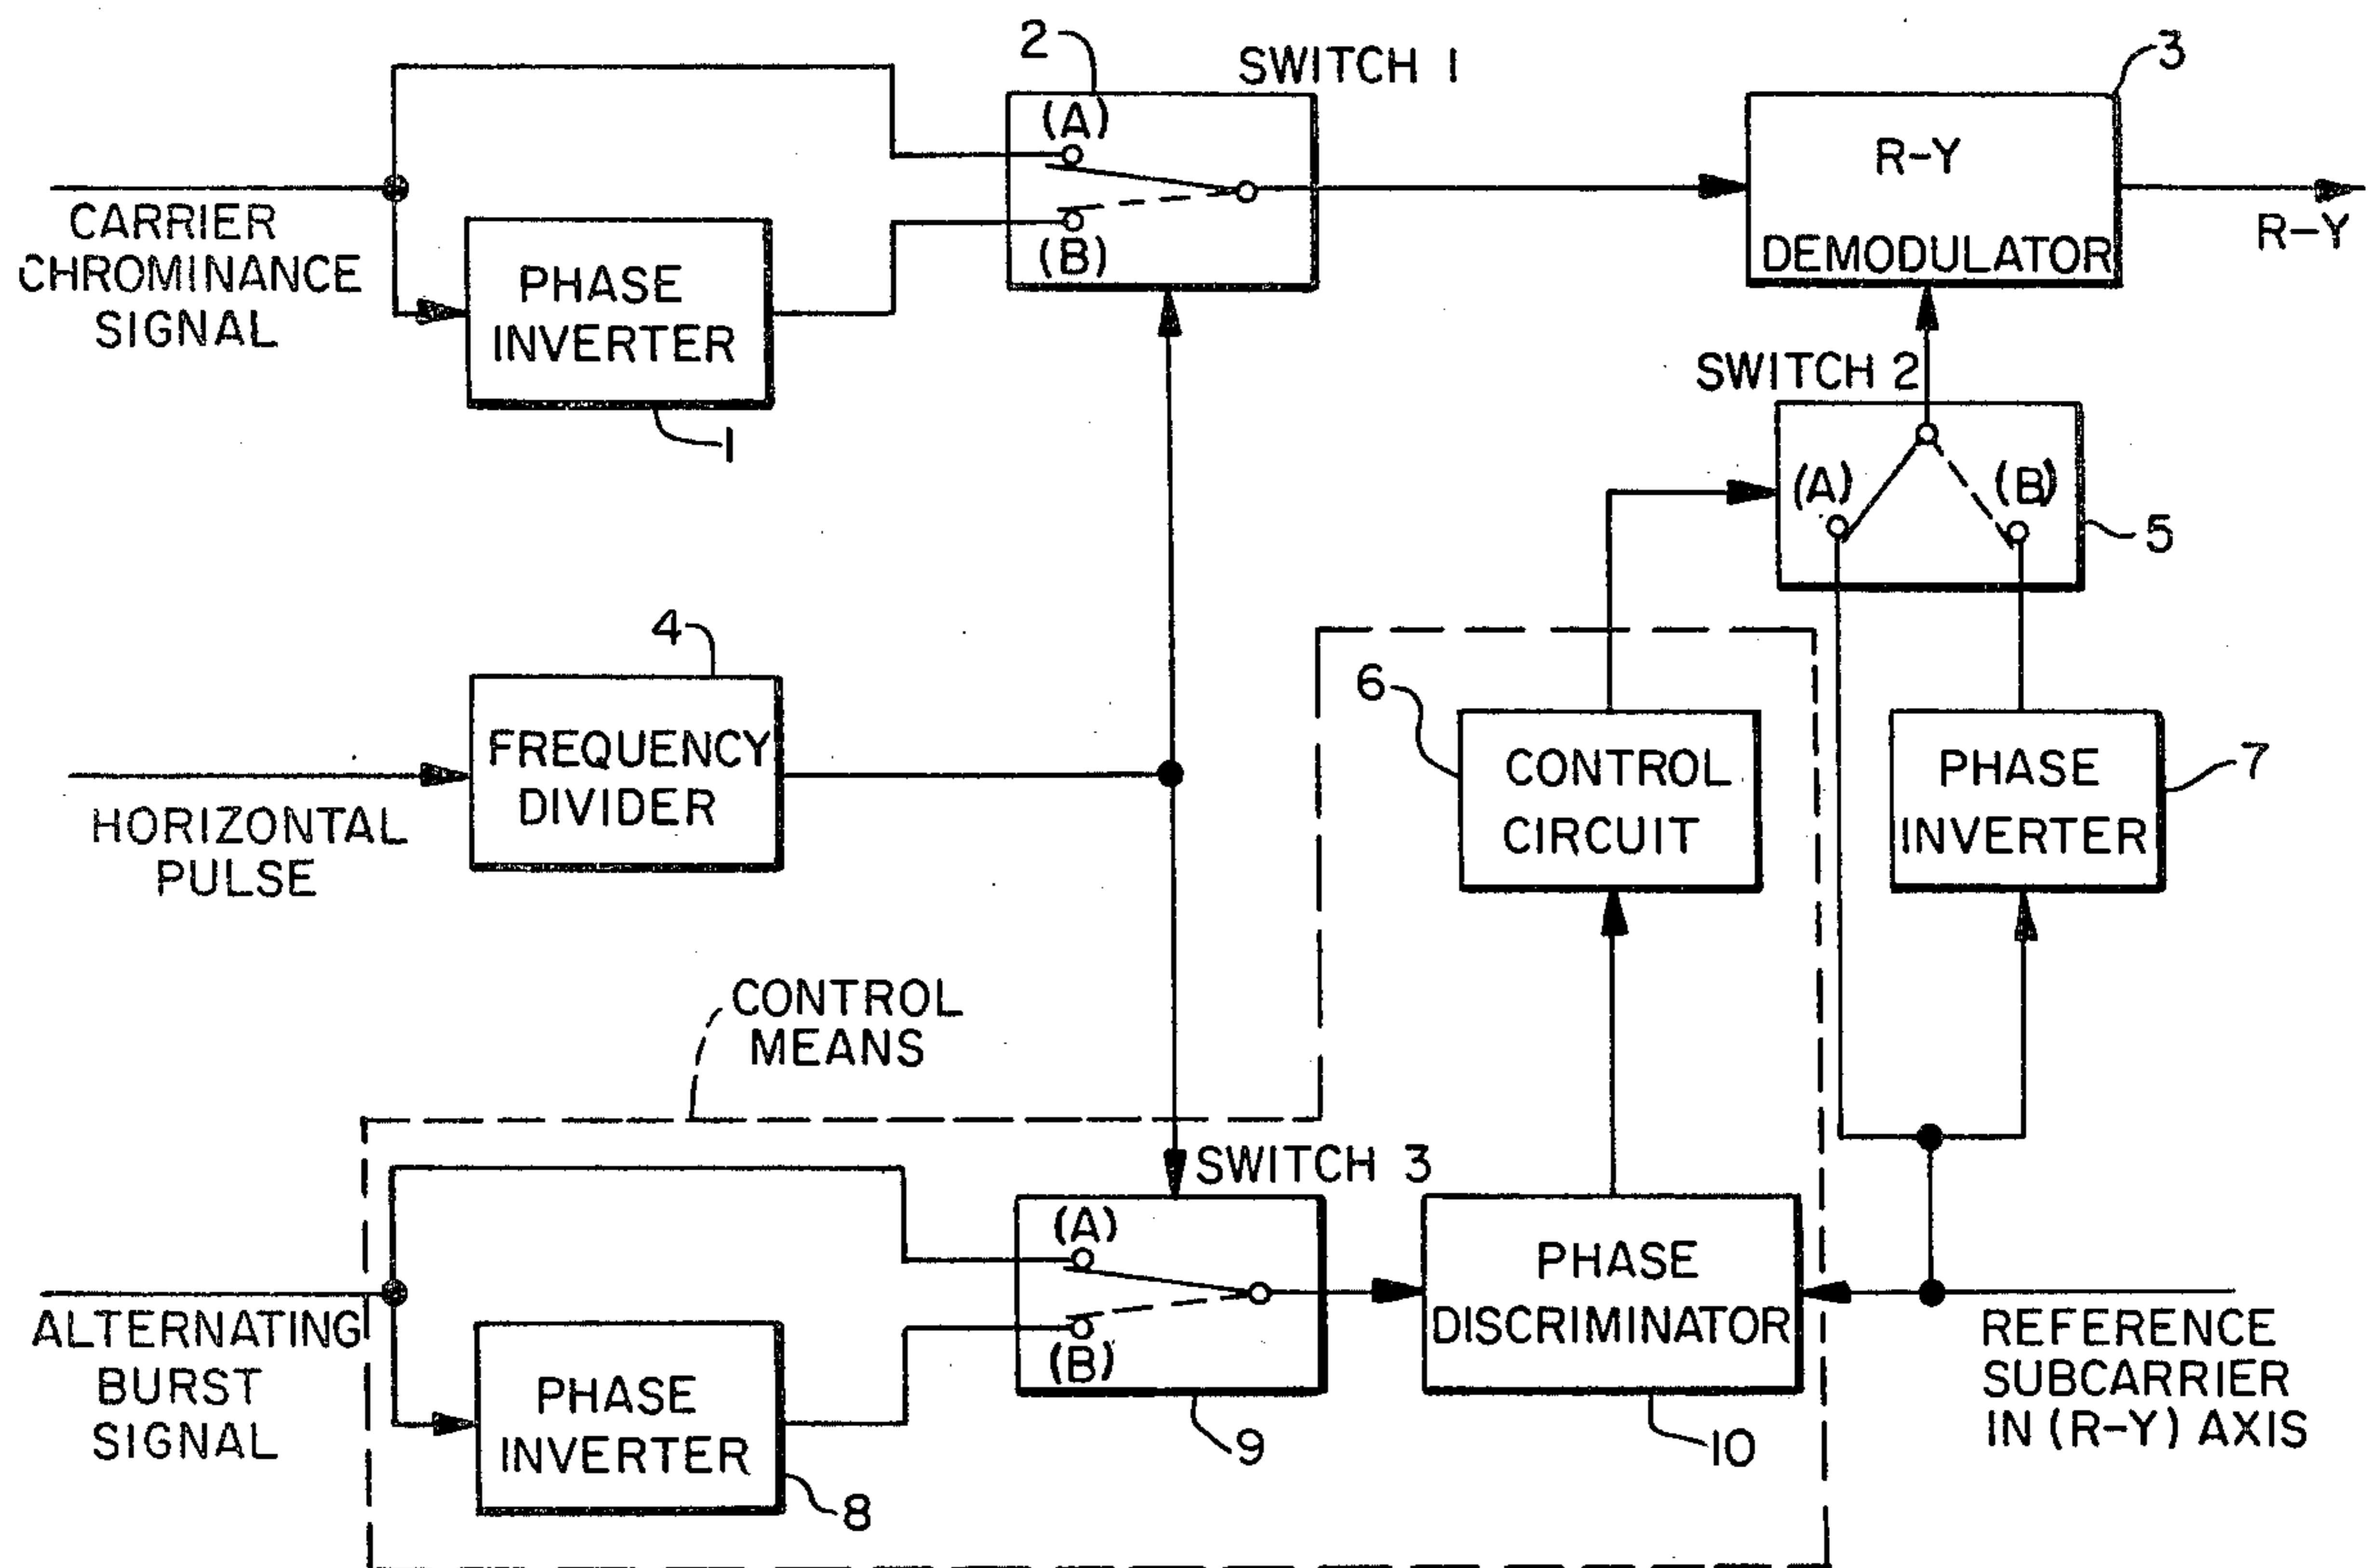 2
SWITCH 1
3
(A)
(B)
R-Y
DEMODULATOR
R-Y
CARRIER
CHROMINANCE
SIGNAL
PHASE
INVERTER
1
SWITCH 2
(A)
(B)
5
4
FREQUENCY
DIVIDER
HORIZONTAL
PULSE
6
CONTROL
CIRCUIT
PHASE
INVERTER
7
CONTROL
MEANS
SWITCH 3
(A)
(B)
9
PHASE
DISCRIMINATOR
10
ALTERNATING
BURST
SIGNAL
PHASE
INVERTER
8
REFERENCE
SUBCARRIER
IN (R-Y) AXIS